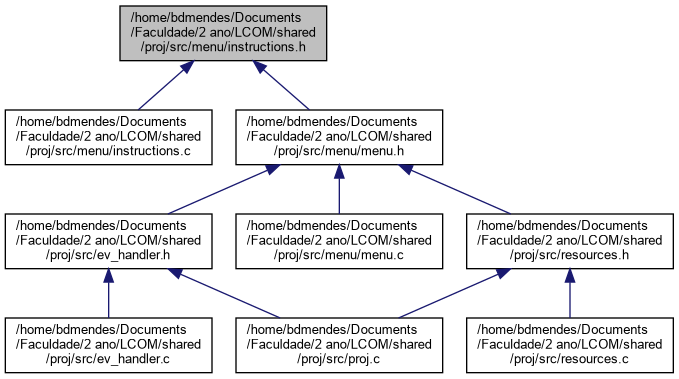 /home/bdmendes/Documents
/Faculdade/2 ano/LCOM/shared
/proj/src/menu/instructions.h
/home/bdmendes/Documents
/Faculdade/2 ano/LCOM/shared
/proj/src/menu/instructions.c
/home/bdmendes/Documents
/Faculdade/2 ano/LCOM/shared
/proj/src/menu/menu.h
/home/bdmendes/Documents
/Faculdade/2 ano/LCOM/shared
/proj/src/ev_handler.h
/home/bdmendes/Documents
/Faculdade/2 ano/LCOM/shared
/proj/src/menu/menu.c
/home/bdmendes/Documents
/Faculdade/2 ano/LCOM/shared
/proj/src/resources.h
/home/bdmendes/Documents
/Faculdade/2 ano/LCOM/shared
/proj/src/ev_handler.c
/home/bdmendes/Documents
/Faculdade/2 ano/LCOM/shared
/proj/src/proj.c
/home/bdmendes/Documents
/Faculdade/2 ano/LCOM/shared
/proj/src/resources.c